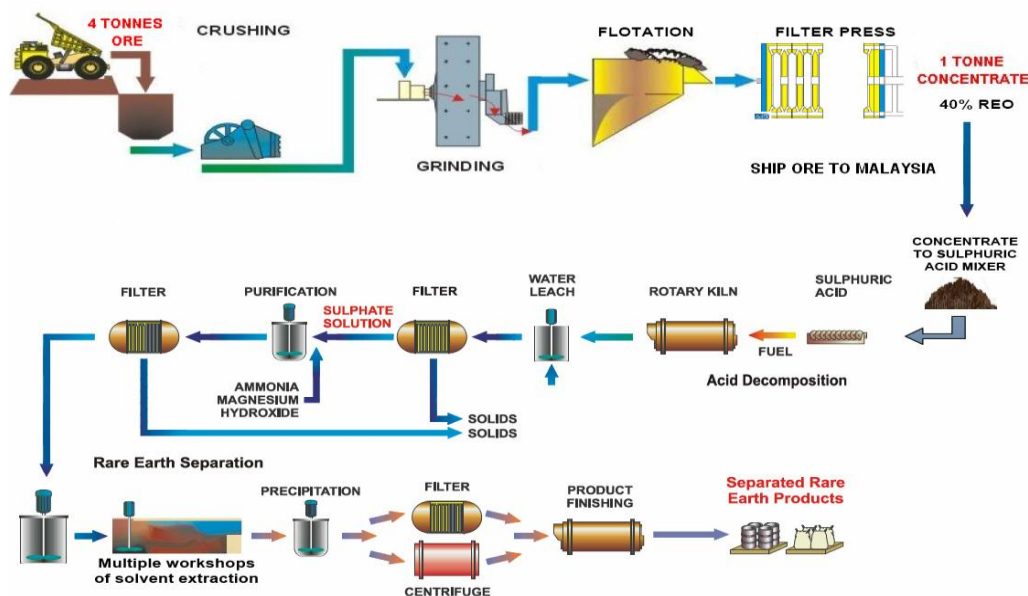 4 TONNES
ORE
CRUSHING
GRINDING
FLOTATION
FILTER PRESS
1 TONNE
CONCENTRATE
40% REO
SHIP ORE TO MALAYSIA
CONCENTRATE
TO SULPHURIC
ACID MIXER
SULPHURIC
ACID
FUEL
ROTARY KILN
Acid Decomposition
WATER
LEACH
FILTER
SULPHATE
SOLUTION
PURIFICATION
AMMONIA
MAGNESIUM
HYDROXIDE
FILTER
SOLIDS
SOLIDS
Rare Earth Separation
Multiple workshops
of solvent extraction
PRECIPITATION
FILTER
CENTRIFUGE
PRODUCT
FINISHING
Separated Rare
Earth Products